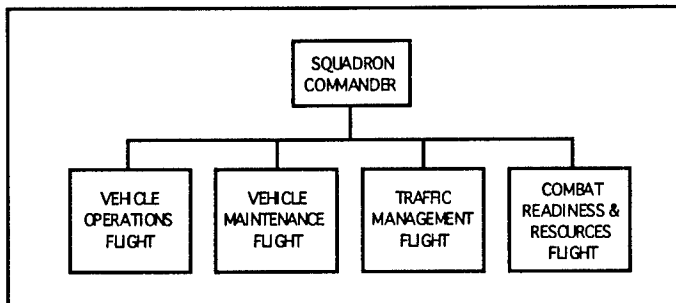 SQUADRON
COMMANDER
VEHICLE
OPERATIONS
FLIGHT
VEHICLE
MAINTENANCE
FLIGHT
TRAFFIC
MANAGEMENT
FLIGHT
COMBAT
READINESS &
RESOURCES
FLIGHT